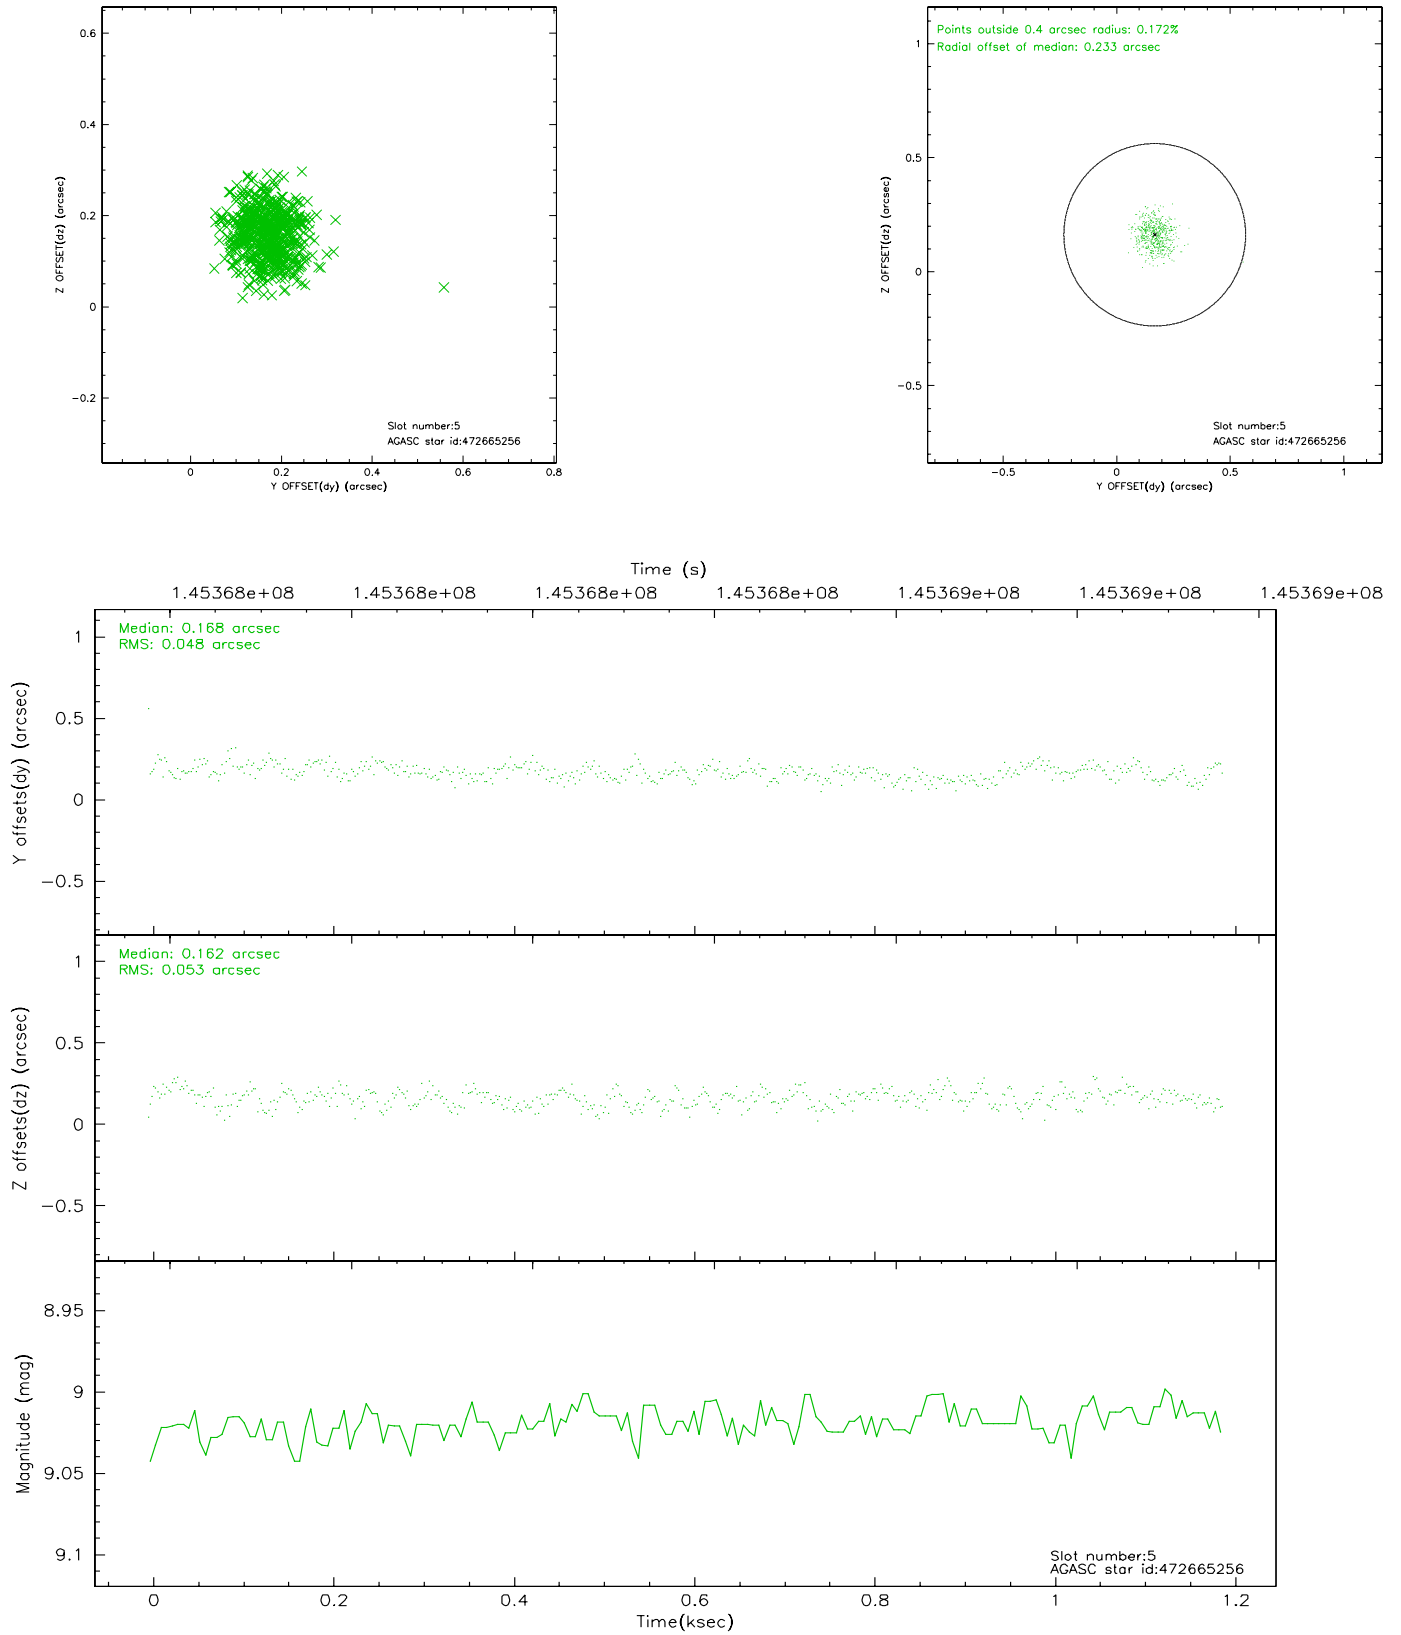 0.6
0.4
0.2
0
-0.2
Z OFFSET(dz) (arcsec)
0
0.2
0.4
0.6
0.8
Y OFFSET(dy) (arcsec)
Slot number:5
AGASC star id:472665256
Points outside 0.4 arcsec radius: 0.172%
Radial offset of median: 0.233 arcsec
1
0.5
0
-0.5
Z OFFSET(dz) (arcsec)
-0.5
0
0.5
1
Y OFFSET(dy) (arcsec)
Slot number:5
AGASC star id:472665256
Time (s)
1.45368e+08 1.45368e+08 1.45368e+08 1.45368e+08 1.45369e+08 1.45369e+08 1.45369e+08
Median: 0.168 arcsec
RMS: 0.048 arcsec
1
0.5
0
-0.5
Y offsets(dy) (arcsec)
Median: 0.162 arcsec
RMS: 0.053 arcsec
1
0.5
0
-0.5
Z offsets(dz) (arcsec)
8.95
9
9.05
9.1
Magnitude (mag)
Slot number:5
AGASC star id:472665256
0 0.2 0.4 0.6 0.8 1 1.2
Time(ksec)